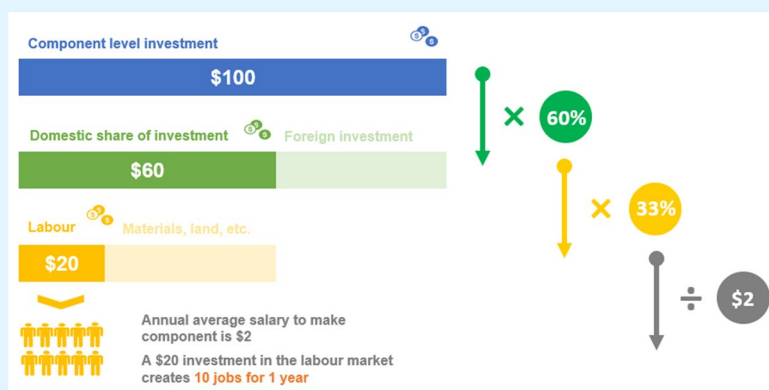 Component level investment
$100
× 60%
Domestic share of investment
Foreign investment
$60
× 33%
Labour
Materials, land, etc.
$20
÷ $2
Annual average salary to make
component is $2
A $20 investment in the labour market
creates 10 jobs for 1 year